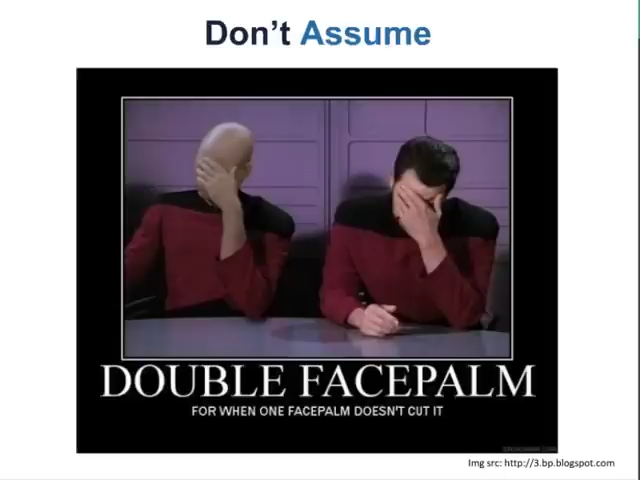 Don't Assume
DOUBLE FACEPALM
FOR WHEN ONE FACEPALM DOESN'T CUT IT
Img src: http://3.bp.blogspot.com